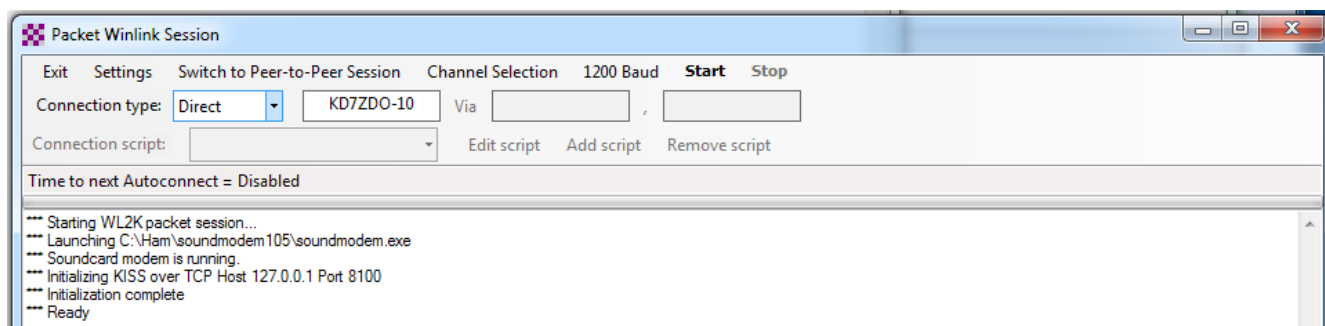 Packet Winlink Session
Exit Settings Switch to Peer-to-Peer Session Channel Selection 1200 Baud Start Stop
Connection type: Direct KD7ZDO-10 Via ,
Connection script: Edit script Add script Remove script
Time to next Autoconnect = Disabled
*** Starting WL2K packet session...
*** Launching C:\Ham\soundmodem105\soundmodem.exe
*** Soundcard modem is running.
*** Initializing KISS over TCP Host 127.0.0.1 Port 8100
*** Initialization complete
*** Ready